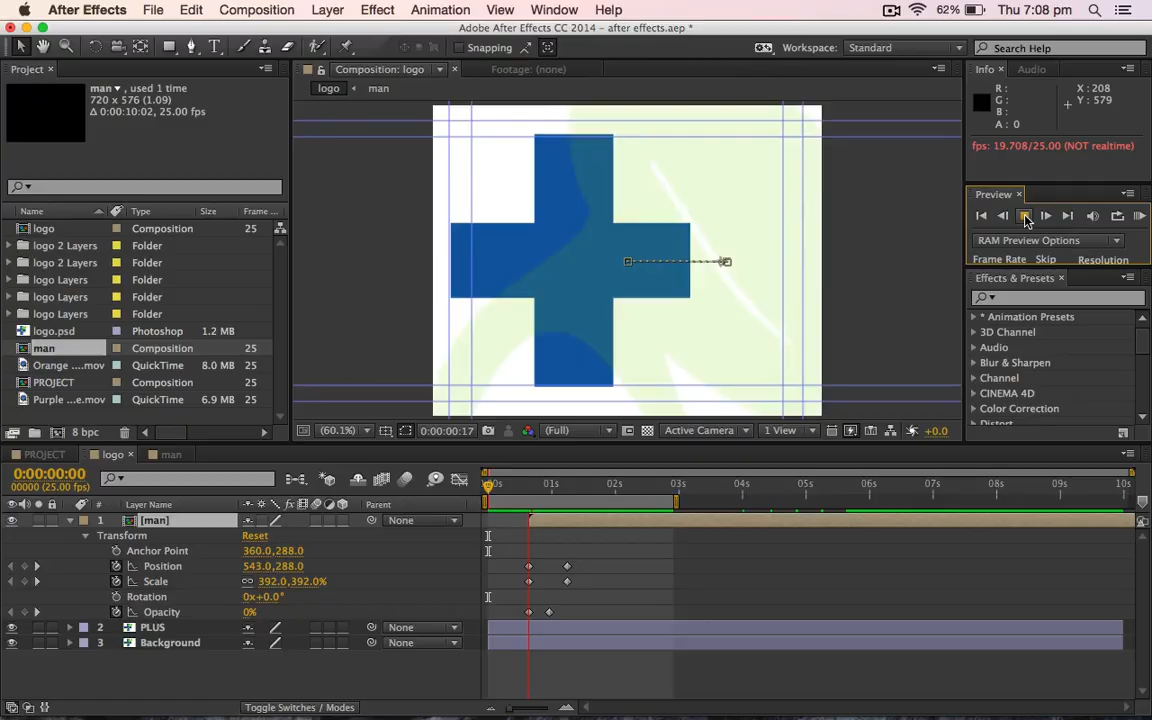 After Effects File Edit Composition Layer Effect Animation View Window Help 62% Thu 7:08 pm
Adobe After Effects CC 2014 – after effects.aep *
Snapping Workspace: Standard Search Help
Project × Composition: logo × Footage: (none) Info × Audio
man ▾, used 1 time
720 x 576 (1.09)
Δ 0:00:10:02, 25.00 fps
logo man
R:
G:
B:
A: 0
X: 208
Y: 579
fps: 19.708/25.00 (NOT realtime)
Preview ×
RAM Preview Options
Frame Rate Skip Resolution
Name Type Size Frame...
logo Composition 25
logo 2 Layers Folder
logo 2 Layers Folder
logo Layers Folder
logo Layers Folder
logo Layers Folder
logo.psd Photoshop 1.2 MB
man Composition 25
Orange ....mov QuickTime 8.0 MB
PROJECT Composition 25
Purple ...e.mov QuickTime 6.9 MB
Effects & Presets ×
* Animation Presets
3D Channel
Audio
Blur & Sharpen
Channel
CINEMA 4D
Color Correction
8 bpc (60.1%) 0:00:00:17 (Full) Active Camera 1 View +0.0
PROJECT logo × man
0:00:00:00
00000 (25.00 fps)
01s 02s 03s 04s 05s 06s 07s 08s 09s 10s
# Layer Name Parent
1 [man] None
Transform Reset
Anchor Point 360.0,288.0
Position 543.0,288.0
Scale 392.0,392.0%
Rotation 0x+0.0°
Opacity 0%
2 PLUS None
3 Background None
Toggle Switches / Modes